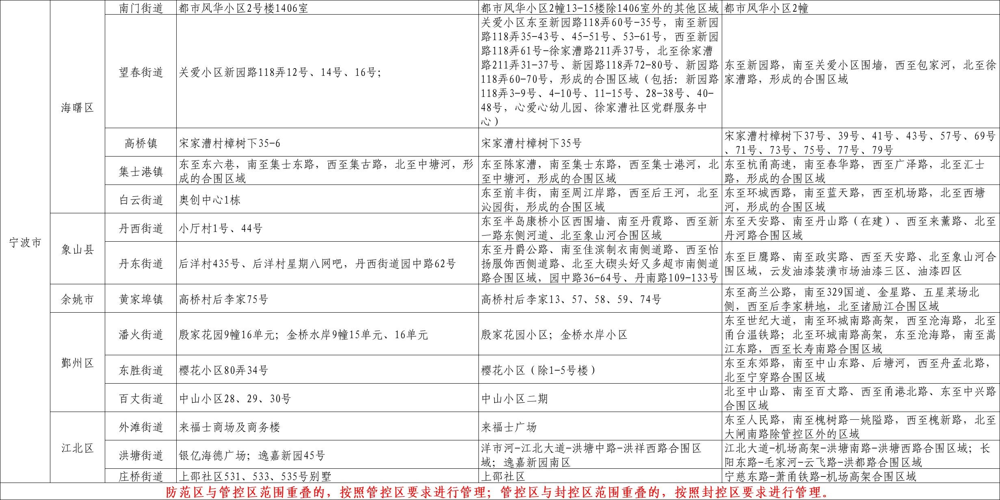 宁波市
海曙区
南门街道
都市风华小区2号楼1406室
都市风华小区2幢13-15楼除1406室外的其他区域
都市风华小区2幢
望春街道
关爱小区新园路118弄12号、14号、16号；
关爱小区东至新园路118弄60号-35号，南至新园
路118弄35-43号、45-51号、53-61号，西至新园
路118弄61号-徐家漕路211弄37号，北至徐家漕
路211弄31-37号、新园路118弄72-80号、新园路
118弄60-70号，形成的合围区域（包括：新园路
118弄3-9号、4-10号、11-15号、28-38号、40-
48号，心爱心幼儿园、徐家漕社区党群服务中
心）
东至新园路，南至关爱小区围墙，西至包家河，北至徐
家漕路，形成的合围区域
高桥镇
宋家漕村樟树下35-6
宋家漕村樟树下35号
宋家漕村樟树下37号、39号、41号、43号、57号、69号
、71号、73号、75号、77号、79号
集士港镇
东至东六巷，南至集士东路，西至集古路，北至中塘河，形
成的合围区域
东至陈家漕，南至集士东路，西至集士港河，北
至中塘河，形成的合围区域
东至杭甬高速，南至春华路，西至广泽路，北至汇士
路，形成的合围区域
白云街道
奥创中心1栋
东至前丰街，南至周江岸路，西至后王河，北至
沁园街，形成的合围区域
东至环城西路，南至蓝天路，西至机场路，北至西塘
河，形成的合围区域
象山县
丹西街道
小厅村1号、44号
东至半岛康桥小区西围墙、南至丹霞路、西至新
一路东侧河道、北至象山河合围区域
东至天安路、南至丹山路（在建）、西至来薰路、北至
丹河路合围区域
丹东街道
后洋村435号、后洋村星期八网吧，丹西街道园中路62号
东至丹爵公路、南至佳滨制衣南侧道路、西至怡
扬服饰西侧道路、北至大碶头好又多超市南侧道
路合围区域，园中路36-64号、丹南路109-133号
东至巨鹰路、南至政实路、西至天安路、北至象山河合
围区域，云发油漆装潢市场油漆三区、油漆四区
余姚市
黄家埠镇
高桥村后李家75号
高桥村后李家13、57、58、59、74号
东至高兰公路，南至329国道、金星路、五星菜场北
侧，西至后李家耕地，北至诸励江合围区域
鄞州区
潘火街道
殷家花园9幢16单元；金桥水岸9幢15单元、16单元
殷家花园小区；金桥水岸小区
东至世纪大道，南至环城南路高架，西至沧海路，北至
甬台温铁路；北至环城南路高架，东至沧海路，南至嵩
江东路，西至长寿南路合围区域
东胜街道
樱花小区80弄34号
樱花小区（除1-5号楼）
东至东郊路，南至中山东路、后塘河，西至舟孟北路，
北至宁穿路合围区域
百丈街道
中山小区28、29、30号
中山小区二期
北至中山路、南至百丈路、西至甬港北路、东至中兴路
合围区域
江北区
外滩街道
来福士商场及商务楼
来福士广场
东至人民路，南至槐树路—姚隘路，西至槐新路，北至
大闸南路除管控区外的区域
洪塘街道
银亿海德广场；逸嘉新园45号
洋市河-江北大道-洪塘中路-洪祥西路合围区
域；逸嘉新园南区
江北大道-机场高架-洪塘南路-洪塘西路合围区域；长
阳东路-毛家河-云飞路-洪都路合围区域
庄桥街道
上邵社区531、533、535号别墅
上邵社区
宁慈东路-萧甬铁路-机场高架合围区域
防范区与管控区范围重叠的，按照管控区要求进行管理；管控区与封控区范围重叠的，按照封控区要求进行管理。